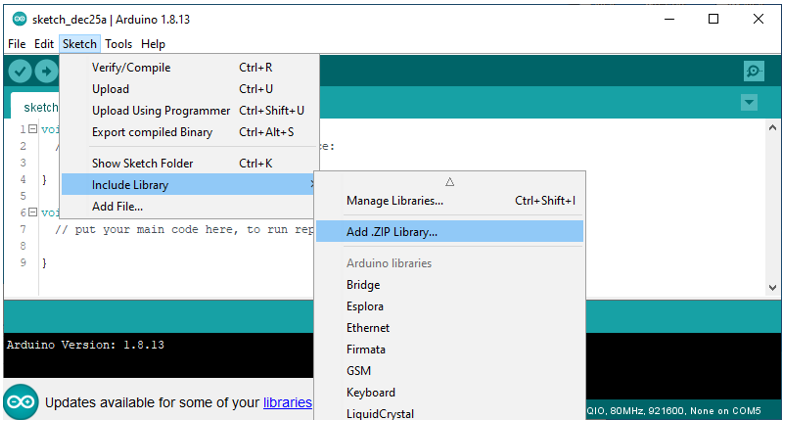 sketch_dec25a | Arduino 1.8.13
File Edit Sketch Tools Help
Verify/Compile Ctrl+R
Upload Ctrl+U
Upload Using Programmer Ctrl+Shift+U
Export compiled Binary Ctrl+Alt+S
Show Sketch Folder Ctrl+K
Include Library
Add File...
sketch
1 voi
2 / e:
3
4 }
5
6 voi
7 // put your main code here, to run rep
8
9 }
Manage Libraries... Ctrl+Shift+I
Add .ZIP Library...
Arduino libraries
Bridge
Esplora
Ethernet
Firmata
GSM
Keyboard
LiquidCrystal
Arduino Version: 1.8.13
Updates available for some of your libraries
QIO, 80MHz, 921600, None on COM5